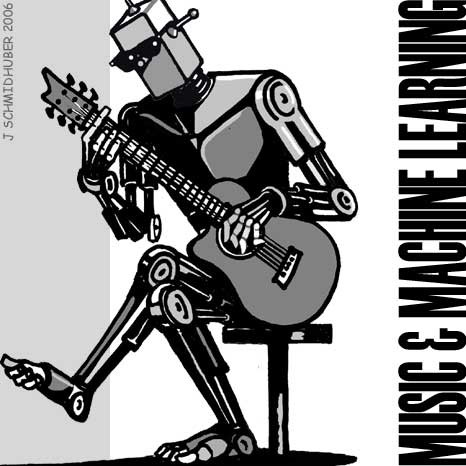 J SCHMIDHUBER 2006
MUSIC & MACHINE LEARNING